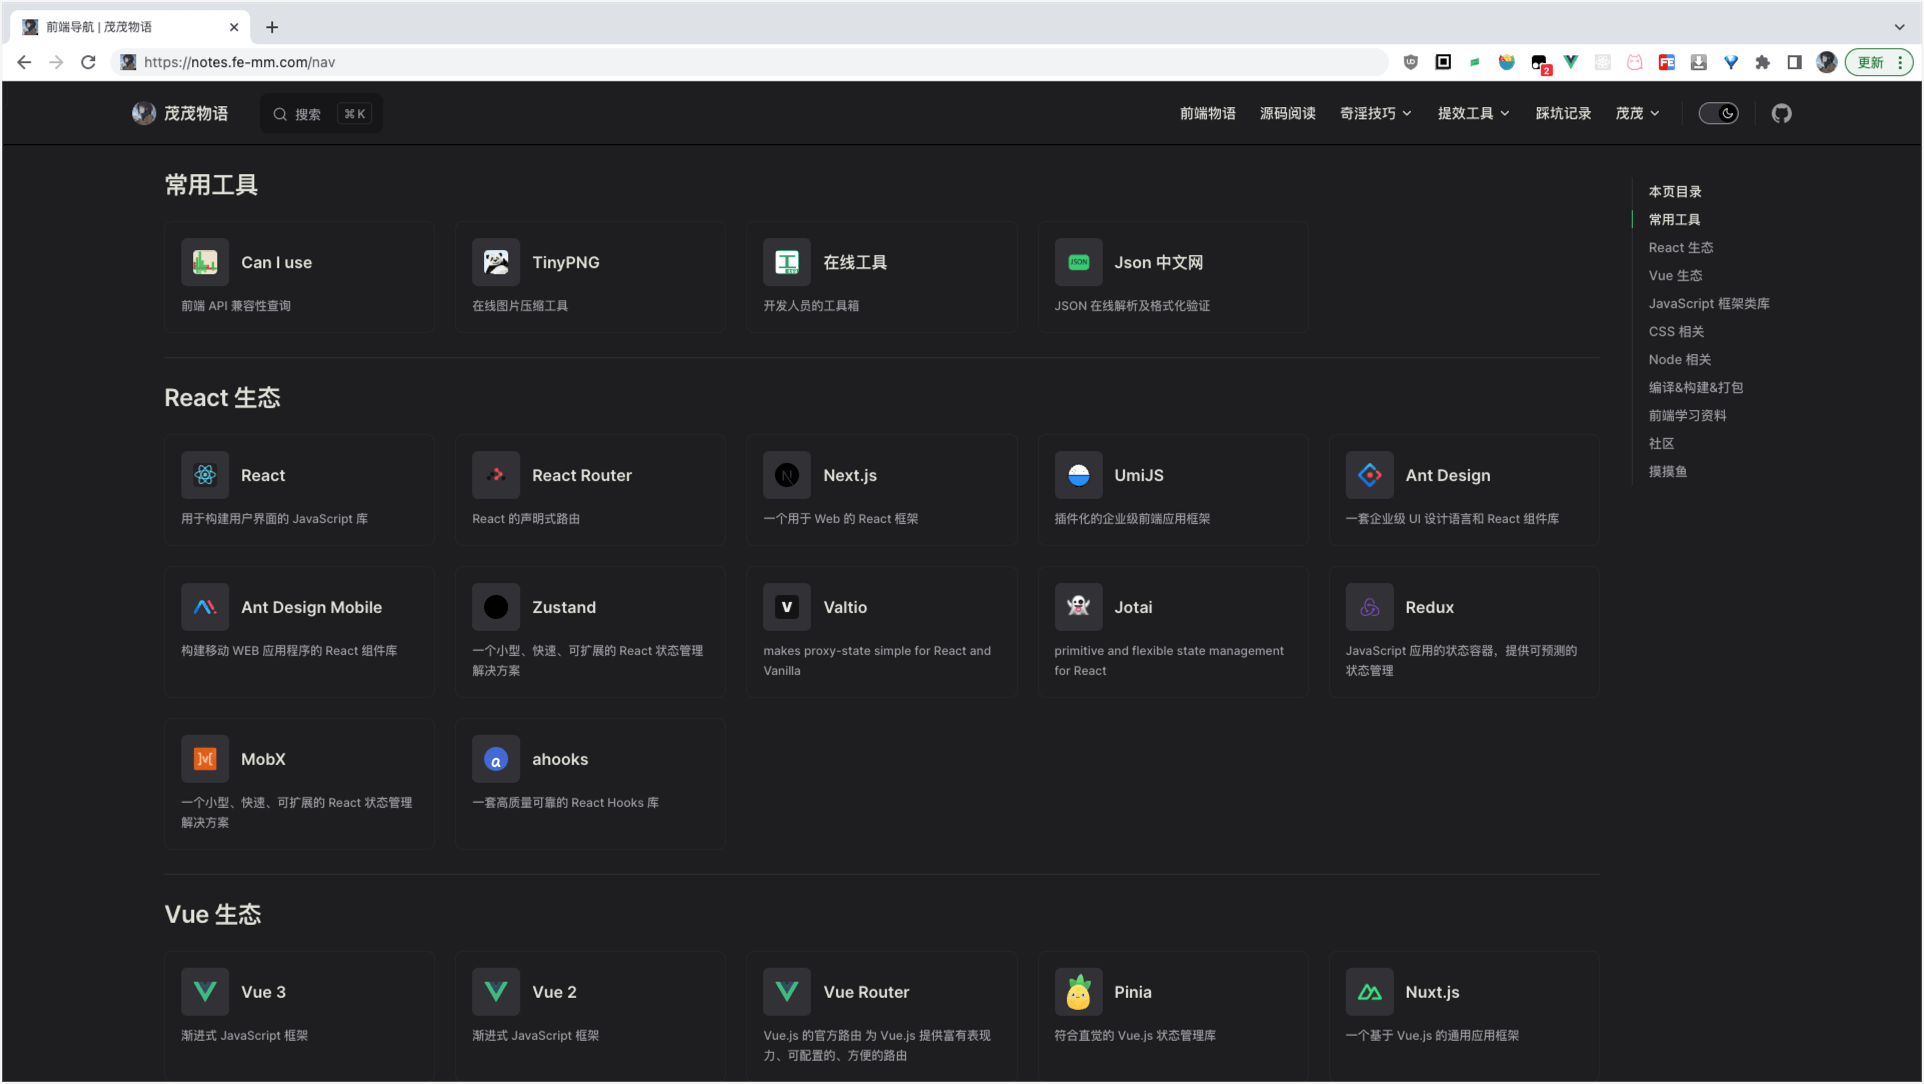 前端导航 | 茂茂物语
https://notes.fe-mm.com/nav
2
FE
更新
茂茂物语
搜索
⌘ K
前端物语
源码阅读
奇淫技巧
提效工具
踩坑记录
茂茂
常用工具
Can I use
前端 API 兼容性查询
TinyPNG
在线图片压缩工具
工
在线工具
开发人员的工具箱
JSON
Json 中文网
JSON 在线解析及格式化验证
React 生态
React
用于构建用户界面的 JavaScript 库
React Router
React 的声明式路由
N
Next.js
一个用于 Web 的 React 框架
UmiJS
插件化的企业级前端应用框架
Ant Design
一套企业级 UI 设计语言和 React 组件库
Ant Design Mobile
构建移动 WEB 应用程序的 React 组件库
Zustand
一个小型、快速、可扩展的 React 状态管理
解决方案
V
Valtio
makes proxy-state simple for React and
Vanilla
Jotai
primitive and flexible state management
for React
Redux
JavaScript 应用的状态容器，提供可预测的
状态管理
]v[
MobX
一个小型、快速、可扩展的 React 状态管理
解决方案
a
ahooks
一套高质量可靠的 React Hooks 库
Vue 生态
Vue 3
渐进式 JavaScript 框架
Vue 2
渐进式 JavaScript 框架
Vue Router
Vue.js 的官方路由 为 Vue.js 提供富有表现
力、可配置的、方便的路由
Pinia
符合直觉的 Vue.js 状态管理库
Nuxt.js
一个基于 Vue.js 的通用应用框架
本页目录
常用工具
React 生态
Vue 生态
JavaScript 框架类库
CSS 相关
Node 相关
编译&构建&打包
前端学习资料
社区
摸摸鱼